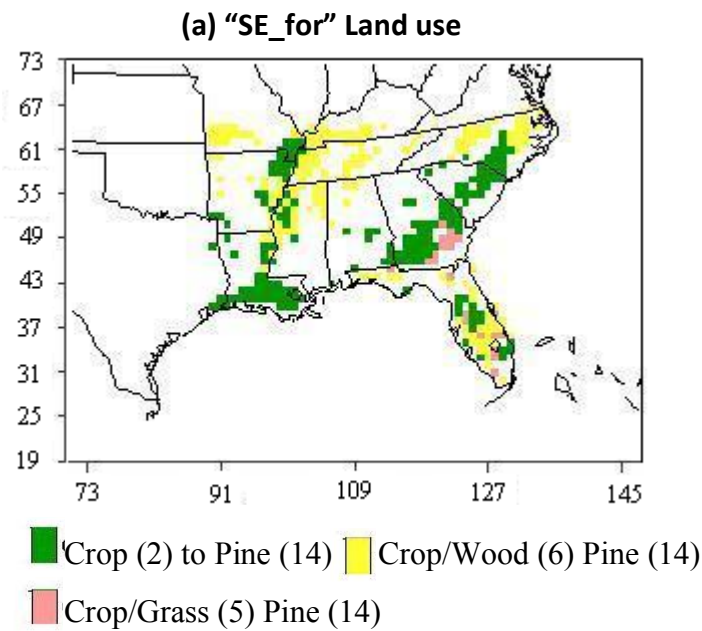 (a) “SE_for” Land use
73
67
61
55
49
43
37
31
25
19
73 91 109 127 145
Crop (2) to Pine (14) Crop/Wood (6) Pine (14)
Crop/Grass (5) Pine (14)